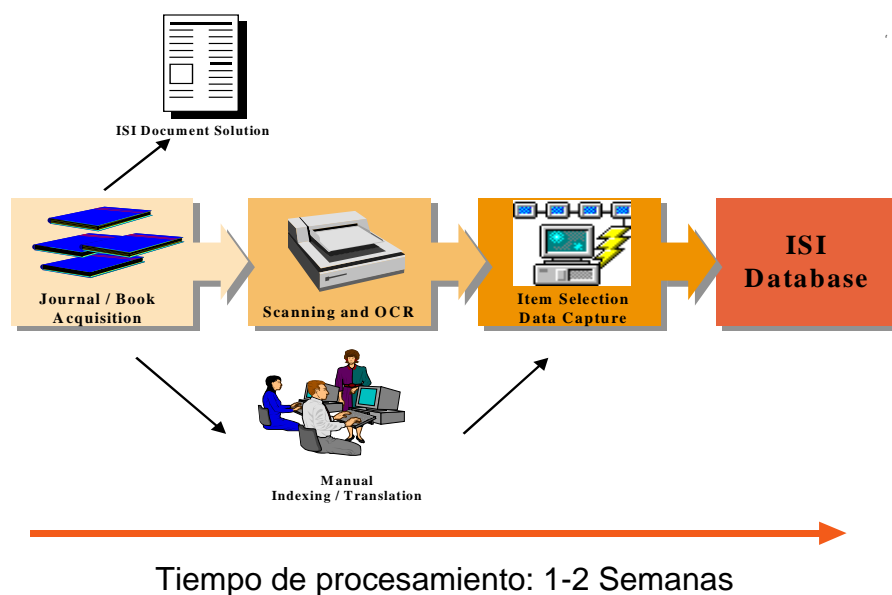 ISI Document Solution
Journal / Book
Acquisition
Scanning and OCR
Item Selection
Data Capture
ISI
Database
Manual
Indexing / Translation
Tiempo de procesamiento: 1-2 Semanas